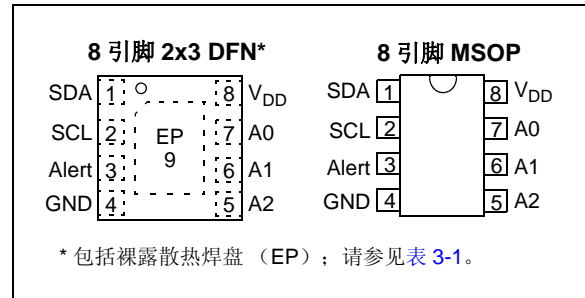 8 引脚 2x3 DFN*
8 引脚 MSOP
SDA 1 8 VDD
SCL 2 EP 7 A0
Alert 3 9 6 A1
GND 4 5 A2
SDA 1 8 VDD
SCL 2 7 A0
Alert 3 6 A1
GND 4 5 A2
* 包括裸露散热焊盘 （EP）；请参见表 3-1。